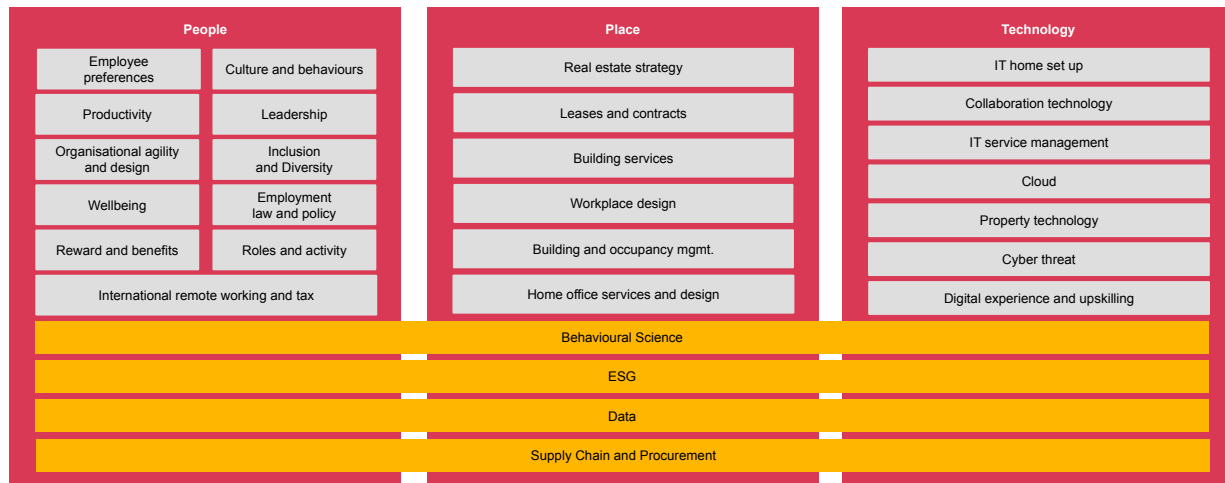 People
Employee
preferences
Culture and behaviours
Productivity
Leadership
Organisational agility
and design
Inclusion
and Diversity
Wellbeing
Employment
law and policy
Reward and benefits
Roles and activity
International remote working and tax
Place
Real estate strategy
Leases and contracts
Building services
Workplace design
Building and occupancy mgmt.
Home office services and design
Technology
IT home set up
Collaboration technology
IT service management
Cloud
Property technology
Cyber threat
Digital experience and upskilling
Behavioural Science
ESG
Data
Supply Chain and Procurement